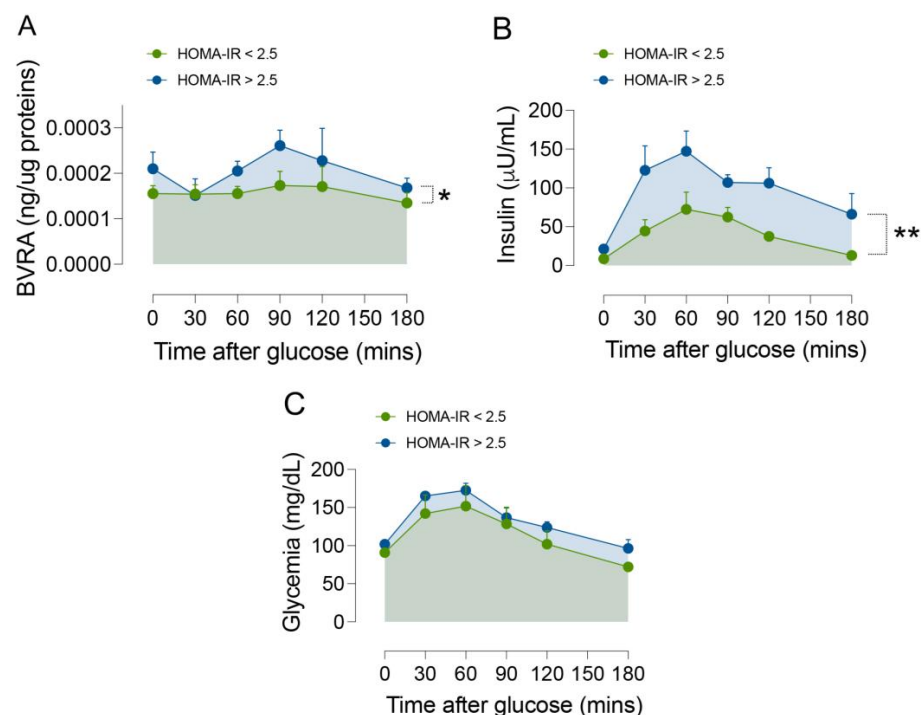 A
HOMA-IR < 2.5
HOMA-IR > 2.5
BVRA (ng/ug proteins)
0.0003
0.0002
0.0001
0.0000
*
0 30 60 90 120 180
Time after glucose (mins)
B
HOMA-IR < 2.5
HOMA-IR > 2.5
Insulin (μU/mL)
200
150
100
50
0
**
0 30 60 90 120 180
Time after glucose (mins)
C
HOMA-IR < 2.5
HOMA-IR > 2.5
Glycemia (mg/dL)
200
150
100
50
0
0 30 60 90 120 180
Time after glucose (mins)